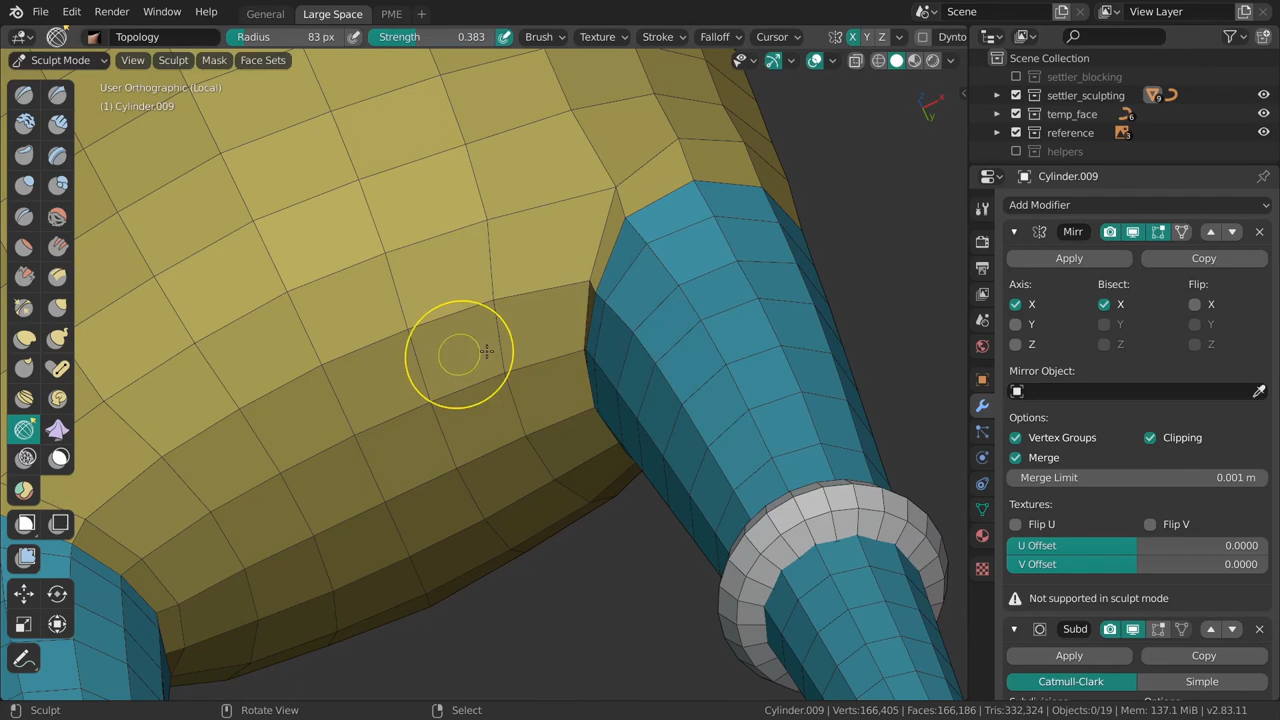 File Edit Render Window Help General Large Space PME + Scene View Layer
Topology Radius 83 px Strength 0.383 Brush Texture Stroke Falloff Cursor X Y Z Dynto
Sculpt Mode View Sculpt Mask Face Sets
User Orthographic (Local)
(1) Cylinder.009
Scene Collection
settler_blocking
settler_sculpting 9
temp_face 6
reference 3
helpers
Cylinder.009
Add Modifier
Mirr
Apply Copy
Axis: Bisect: Flip:
X X X
Y Y Y
Z Z Z
Mirror Object:
Options:
Vertex Groups Clipping
Merge
Merge Limit 0.001 m
Textures:
Flip U Flip V
U Offset 0.0000
V Offset 0.0000
Not supported in sculpt mode
Subd
Apply Copy
Catmull-Clark Simple
Sculpt Rotate View Select Cylinder.009 | Verts:166,405 | Faces:166,186 | Tris:332,324 | Objects:0/19 | Mem: 137.1 MiB | v2.83.11